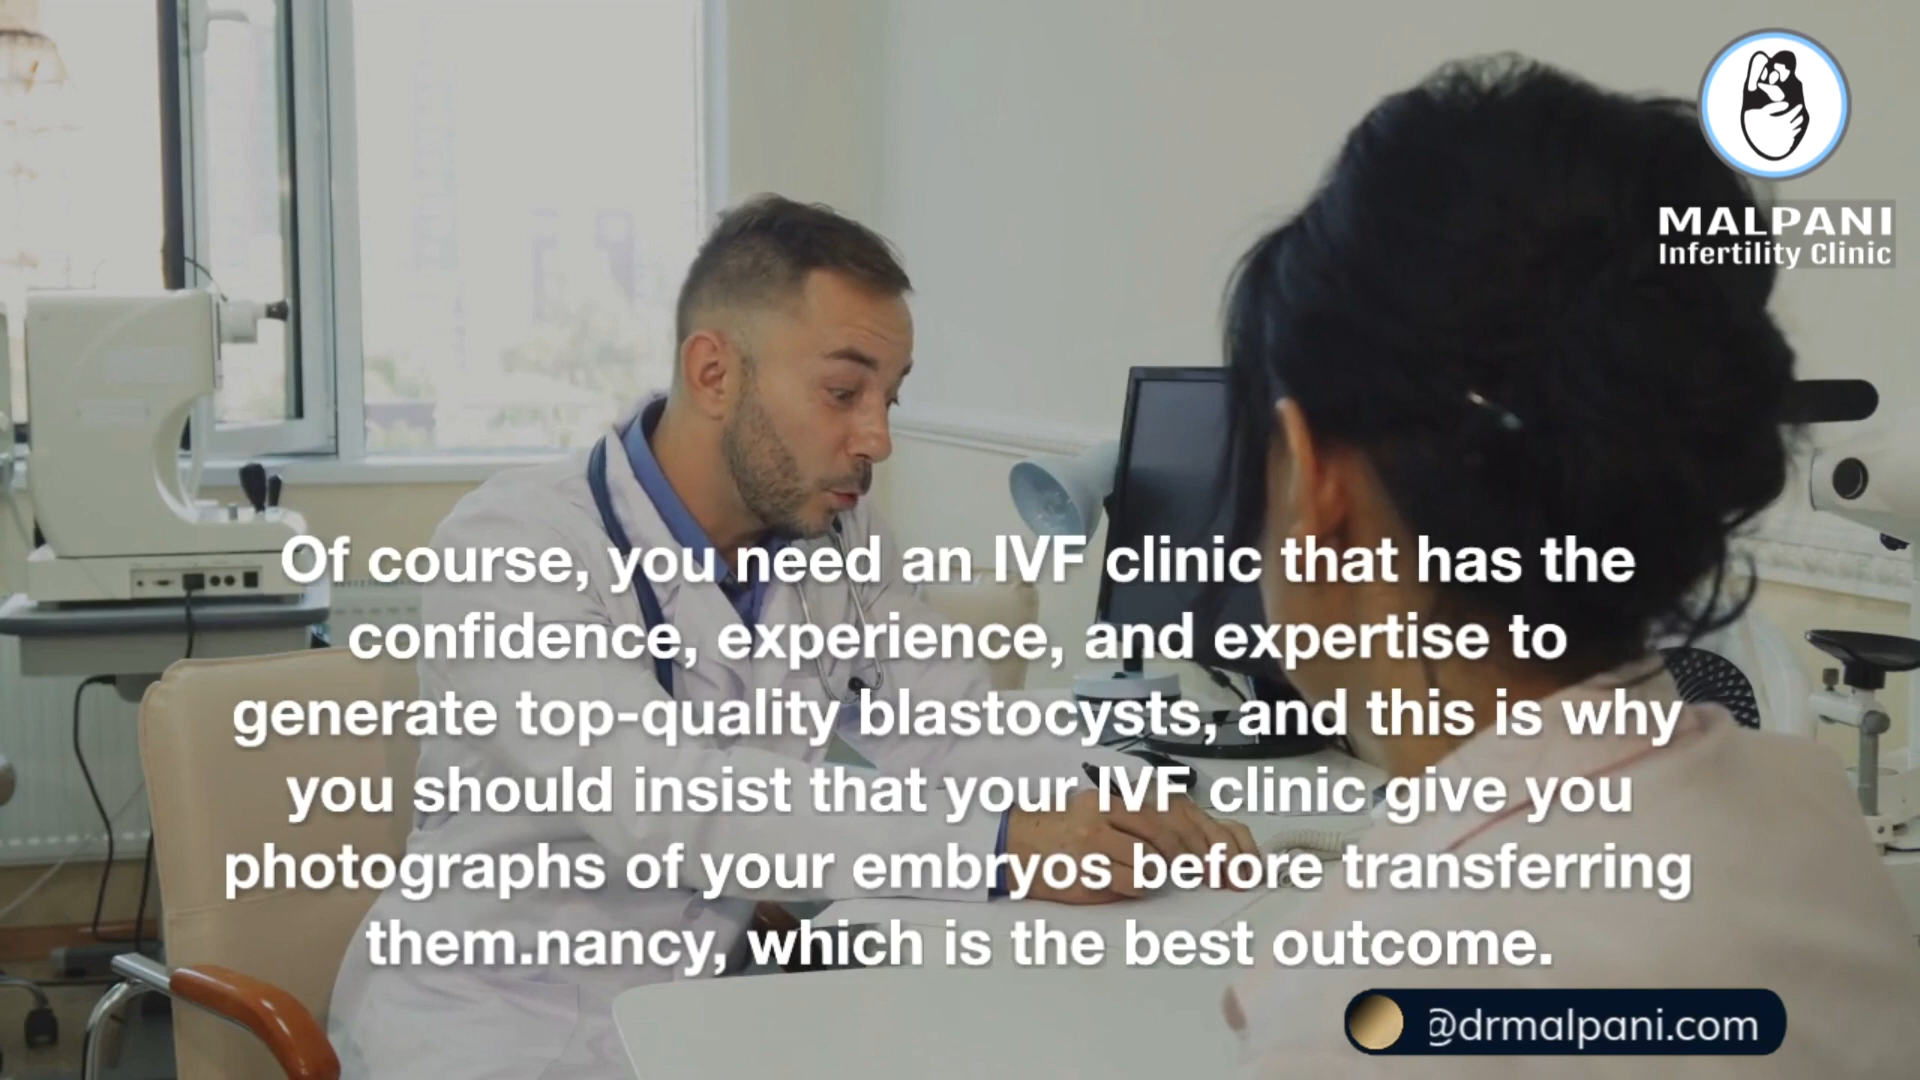 MALPANI
Infertility Clinic
Of course, you need an IVF clinic that has the
confidence, experience, and expertise to
generate top-quality blastocysts, and this is why
you should insist that your IVF clinic give you
photographs of your embryos before transferring
them.nancy, which is the best outcome.
@drmalpani.com